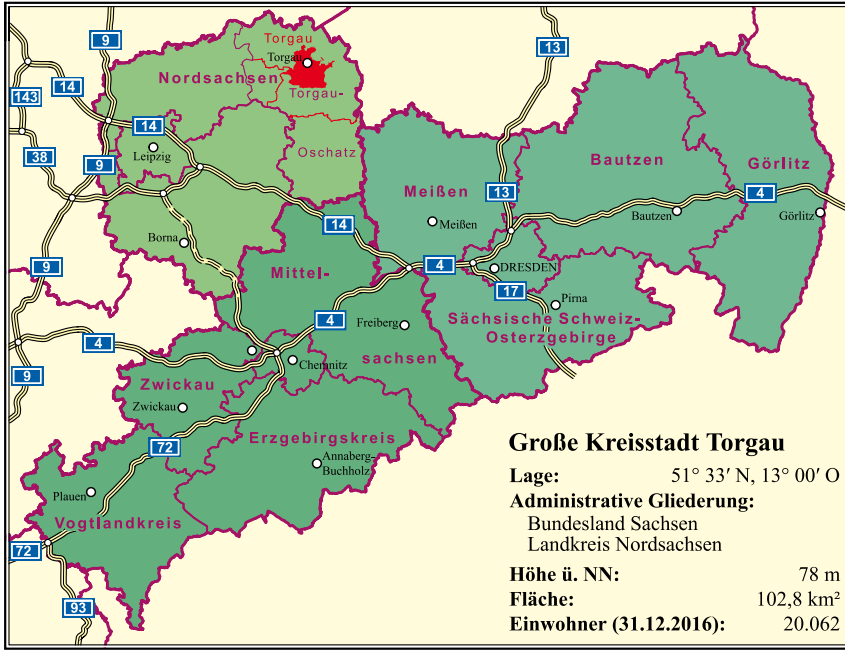 9
13
Torgau
Torgau
Nordsachsen
Torgau-
14
143
14
38
9
Leipzig
Oschatz
Bautzen
Görlitz
Meißen
13
4
Meißen
Bautzen
Görlitz
14
Borna
9
Mittel-
4
DRESDEN
17
Pirna
4
Freiberg
Sächsische Schweiz-
Osterzgebirge
4
sachsen
Chemnitz
9
Zwickau
Zwickau
72
Erzgebirgskreis
Annaberg-
Buchholz
Plauen
Vogtlandkreis
72
93
Große Kreisstadt Torgau
Lage: 51° 33′ N, 13° 00′ O
Administrative Gliederung:
Bundesland Sachsen
Landkreis Nordsachsen
Höhe ü. NN: 78 m
Fläche: 102,8 km²
Einwohner (31.12.2016): 20.062